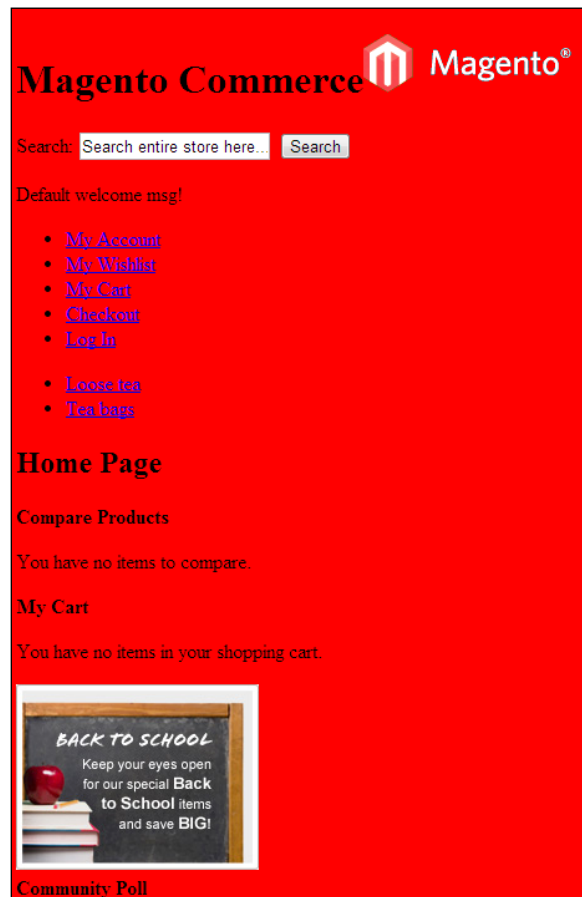 Magento Commerce Magento®
Search: Search entire store here... Search
Default welcome msg!
My Account
My Wishlist
My Cart
Checkout
Log In
Loose tea
Tea bags
Home Page
Compare Products
You have no items to compare.
My Cart
You have no items in your shopping cart.
BACK TO SCHOOL
Keep your eyes open
for our special Back
to School items
and save BIG!
Community Poll